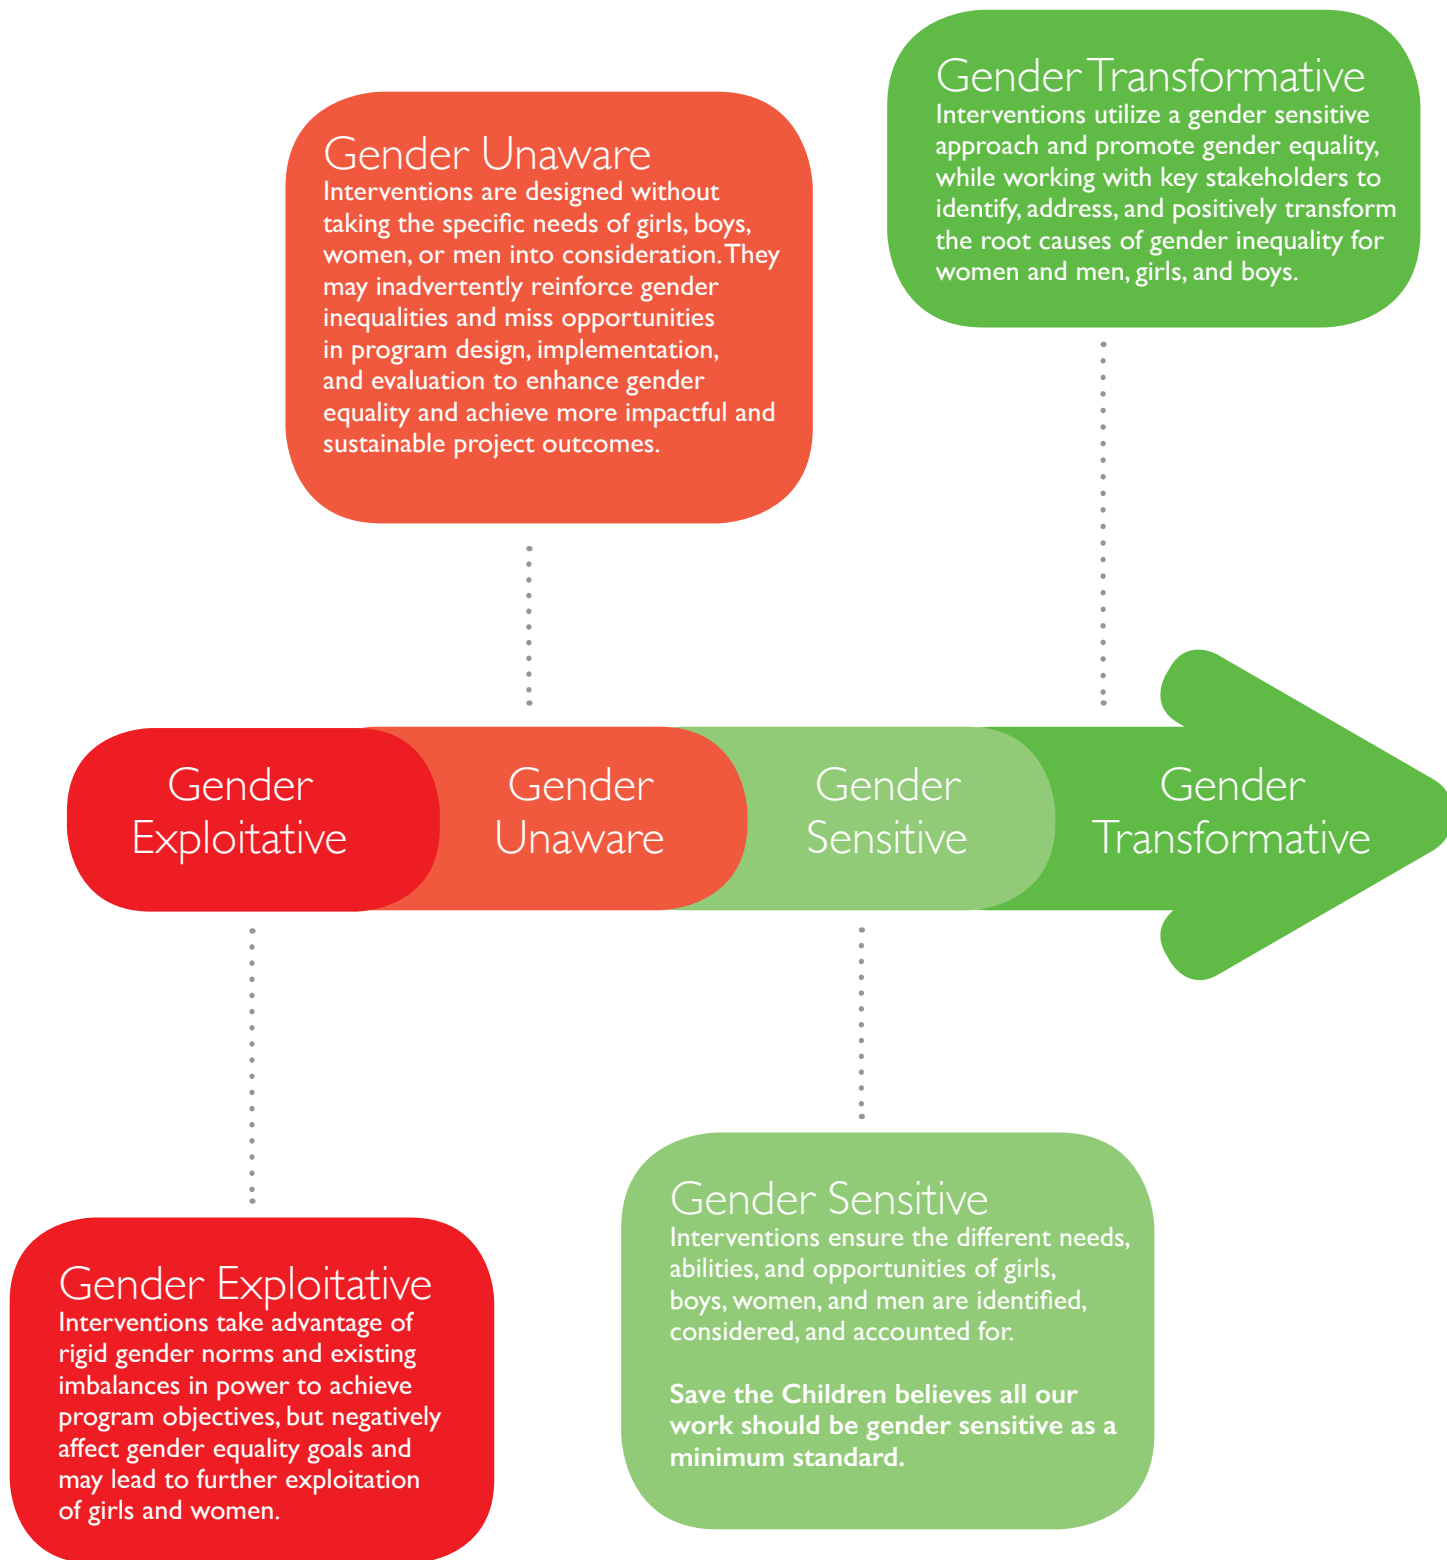 Gender Transformative
Interventions utilize a gender sensitive
approach and promote gender equality,
while working with key stakeholders to
identify, address, and positively transform
the root causes of gender inequality for
women and men, girls, and boys.
Gender Unaware
Interventions are designed without
taking the specific needs of girls, boys,
women, or men into consideration. They
may inadvertently reinforce gender
inequalities and miss opportunities
in program design, implementation,
and evaluation to enhance gender
equality and achieve more impactful and
sustainable project outcomes.
Gender
Exploitative
Gender
Unaware
Gender
Sensitive
Gender
Transformative
Gender Sensitive
Interventions ensure the different needs,
abilities, and opportunities of girls,
boys, women, and men are identified,
considered, and accounted for.
Save the Children believes all our
work should be gender sensitive as a
minimum standard.
Gender Exploitative
Interventions take advantage of
rigid gender norms and existing
imbalances in power to achieve
program objectives, but negatively
affect gender equality goals and
may lead to further exploitation
of girls and women.